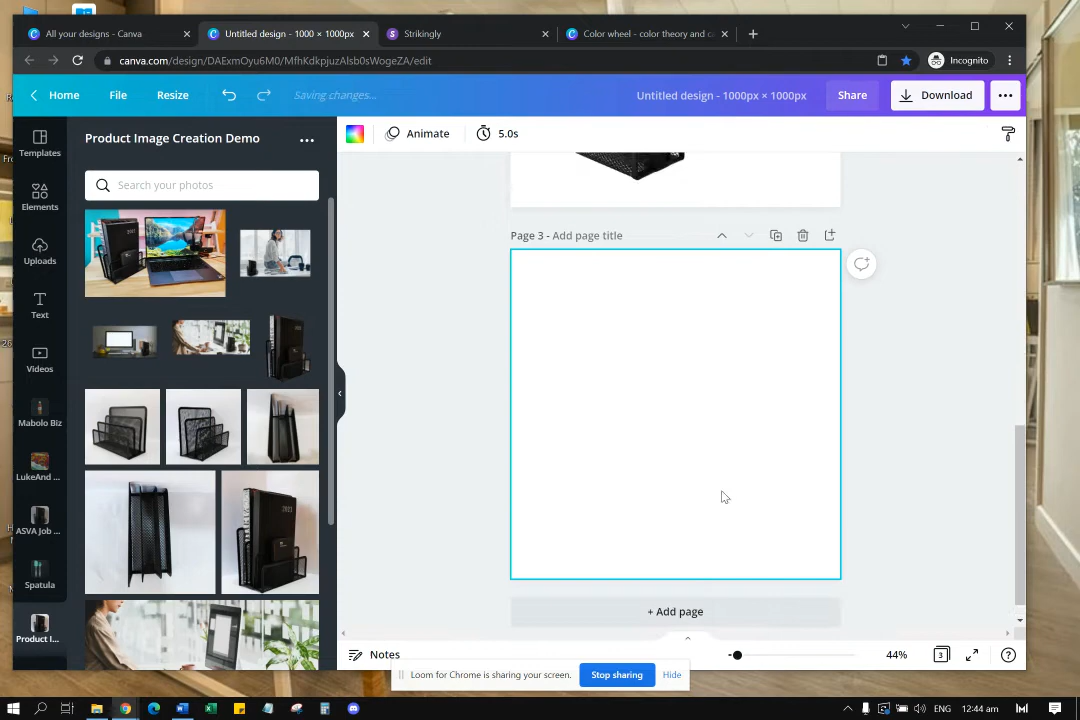 All your designs - Canva
Untitled design - 1000 × 1000px
Strikingly
Color wheel - color theory and ca
canva.com/design/DAExmOyu6M0/MfhKdkpjuzAlsb0sWogeZA/edit
Incognito
Home
File
Resize
Saving changes...
Untitled design - 1000px × 1000px
Share
Download
Templates
Elements
Uploads
Text
Videos
Mabolo Biz
LukeAnd ...
ASVA Job ...
Spatula
Product I...
Product Image Creation Demo
Search your photos
2021
2021
Animate
5.0s
Page 3 - Add page title
+ Add page
Notes
44%
3
Loom for Chrome is sharing your screen.
Stop sharing
Hide
ENG
12:44 am